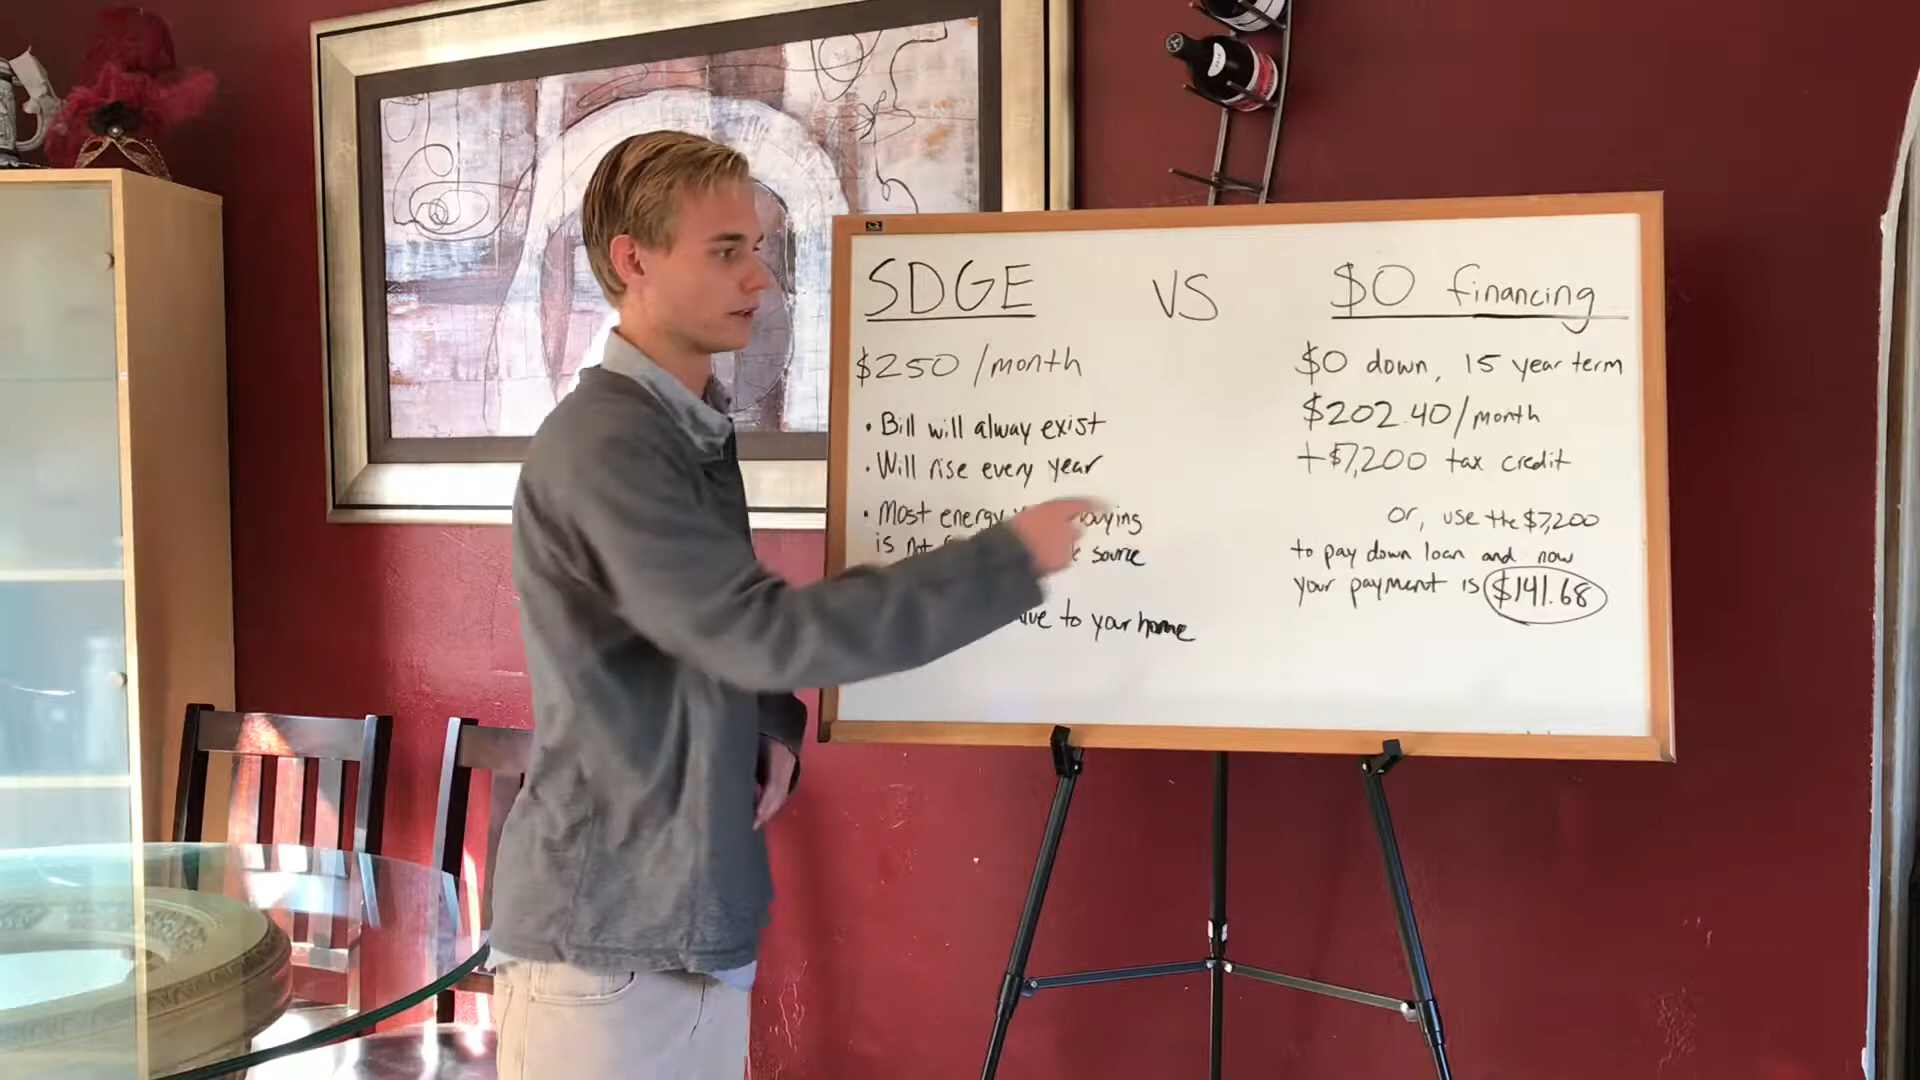 SDGE VS $0 financing
$250/month
• Bill will alway exist
• Will rise every year
• Most energy buying
is not source
to your home
$0 down, 15 year term
$202.40/month
+$7,200 tax credit
or, use the $7,200
to pay down loan and now
your payment is $141.68